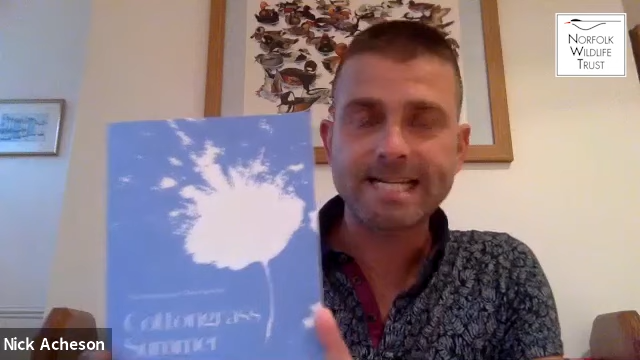 NORFOLK
WILDLIFE
TRUST
Cottongrass
Summer
Nick Acheson